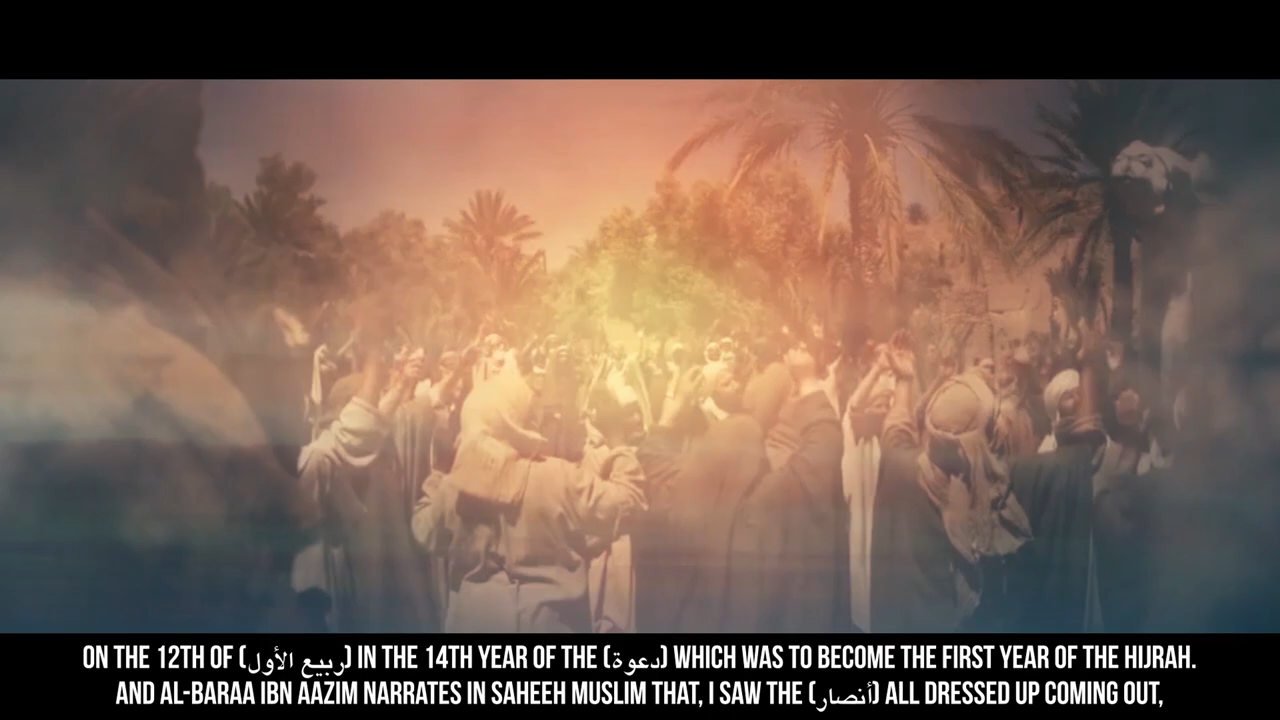 ON THE 12TH OF (ربيع الأول) IN THE 14TH YEAR OF THE (دعوة) WHICH WAS TO BECOME THE FIRST YEAR OF THE HIJRAH.
AND AL-BARAA IBN AAZIM NARRATES IN SAHEEH MUSLIM THAT, I SAW THE (أنصار) ALL DRESSED UP COMING OUT,